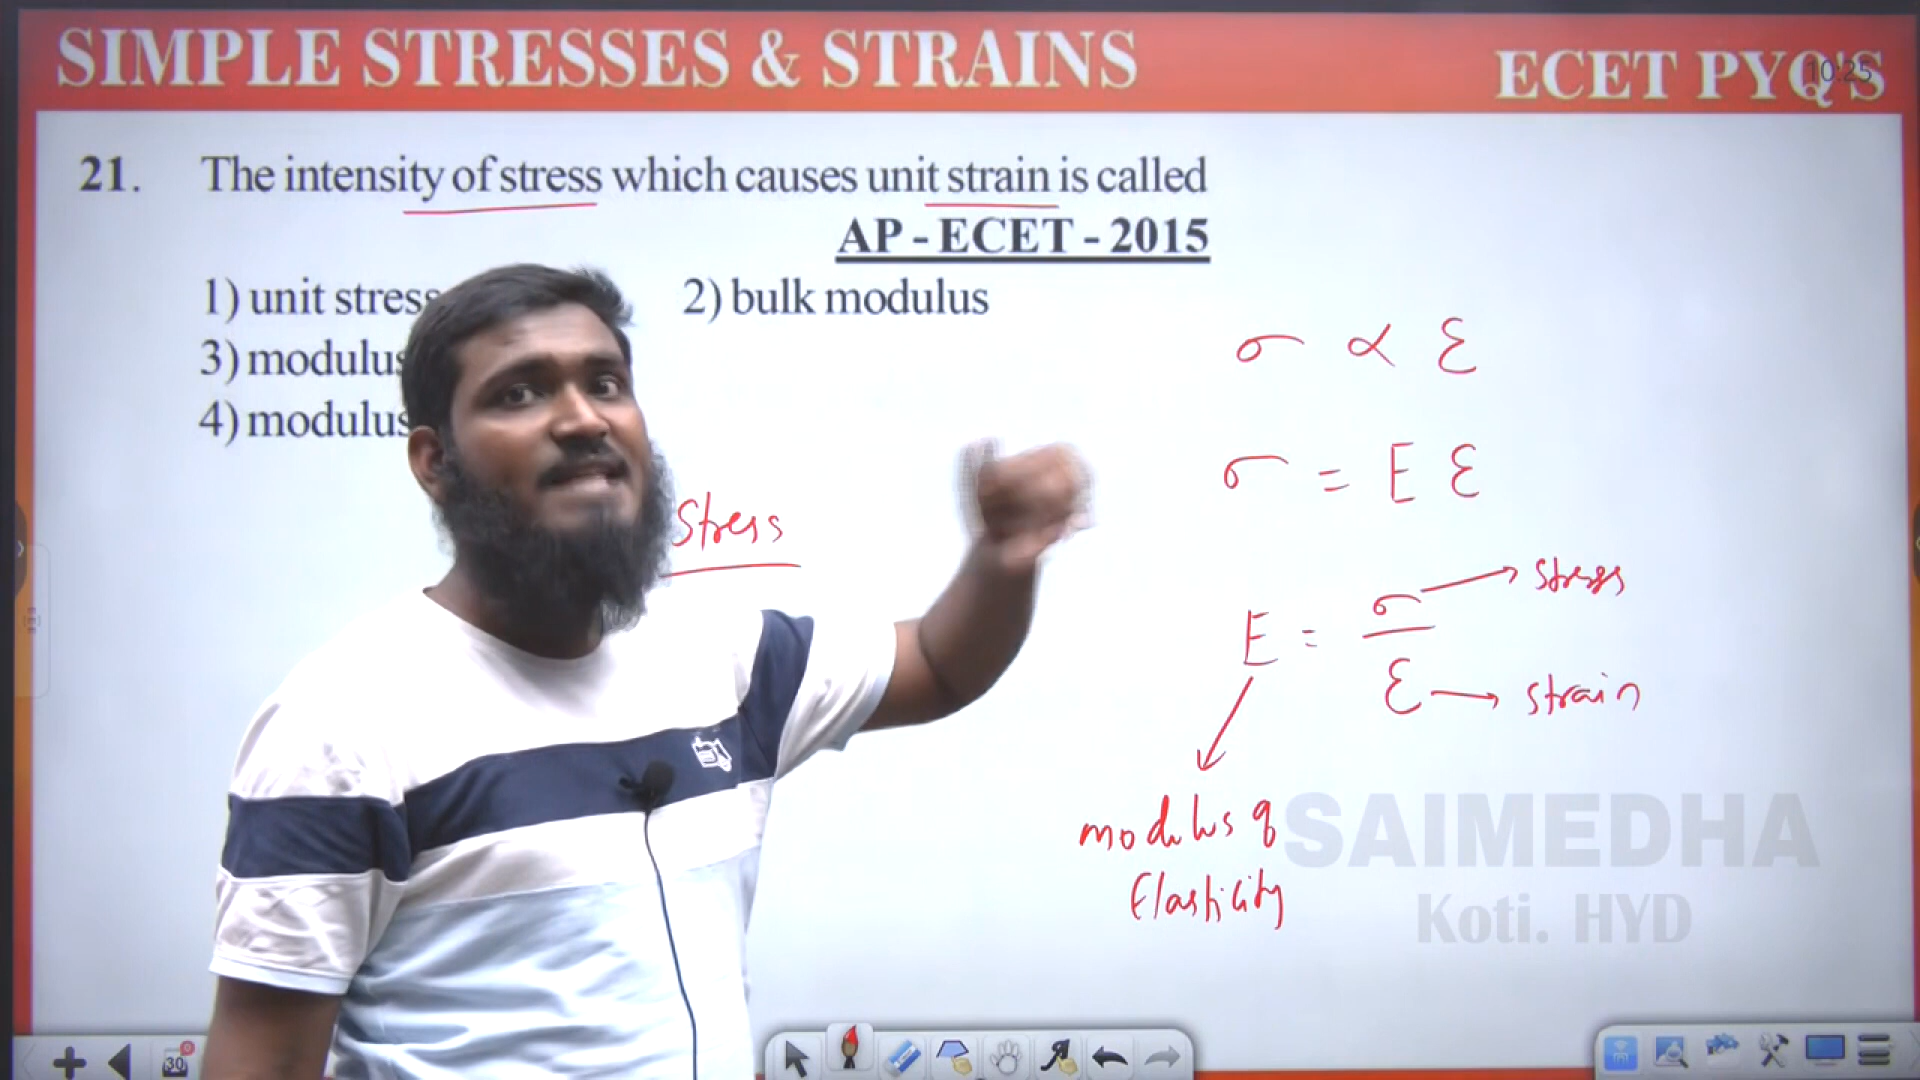 SIMPLE STRESSES & STRAINS
ECET PYQ'S
10:25
21. The intensity of stress which causes unit strain is called
AP - ECET - 2015
1) unit stress
2) bulk modulus
3) modulus
4) modulus
σ ∝ Ɛ
σ = E Ɛ
Stress
E = σ/Ɛ
stress
strain
modulus of
Elasticity
SAIMEDHA
Koti. HYD
30